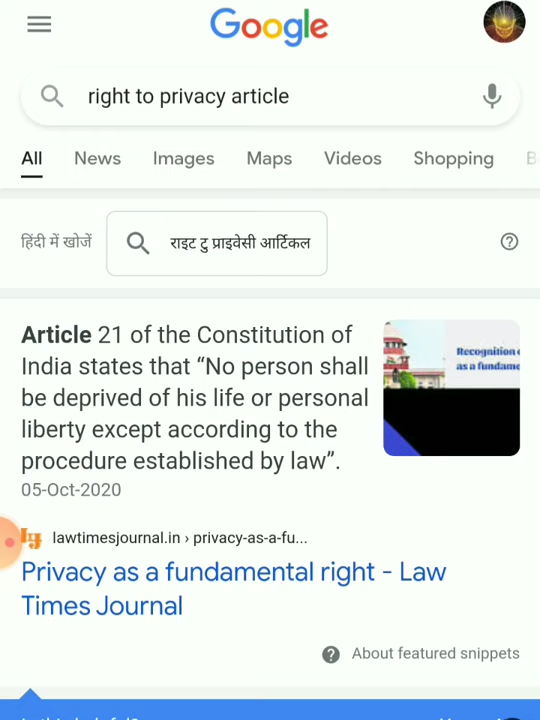 Google
right to privacy article
All News Images Maps Videos Shopping
हिंदी में खोजें
राइट टु प्राइवेसी आर्टिकल
Article 21 of the Constitution of
India states that “No person shall
be deprived of his life or personal
liberty except according to the
procedure established by law”.
05-Oct-2020
Recognition
as a fundame
lawtimesjournal.in › privacy-as-a-fu...
Privacy as a fundamental right - Law
Times Journal
About featured snippets